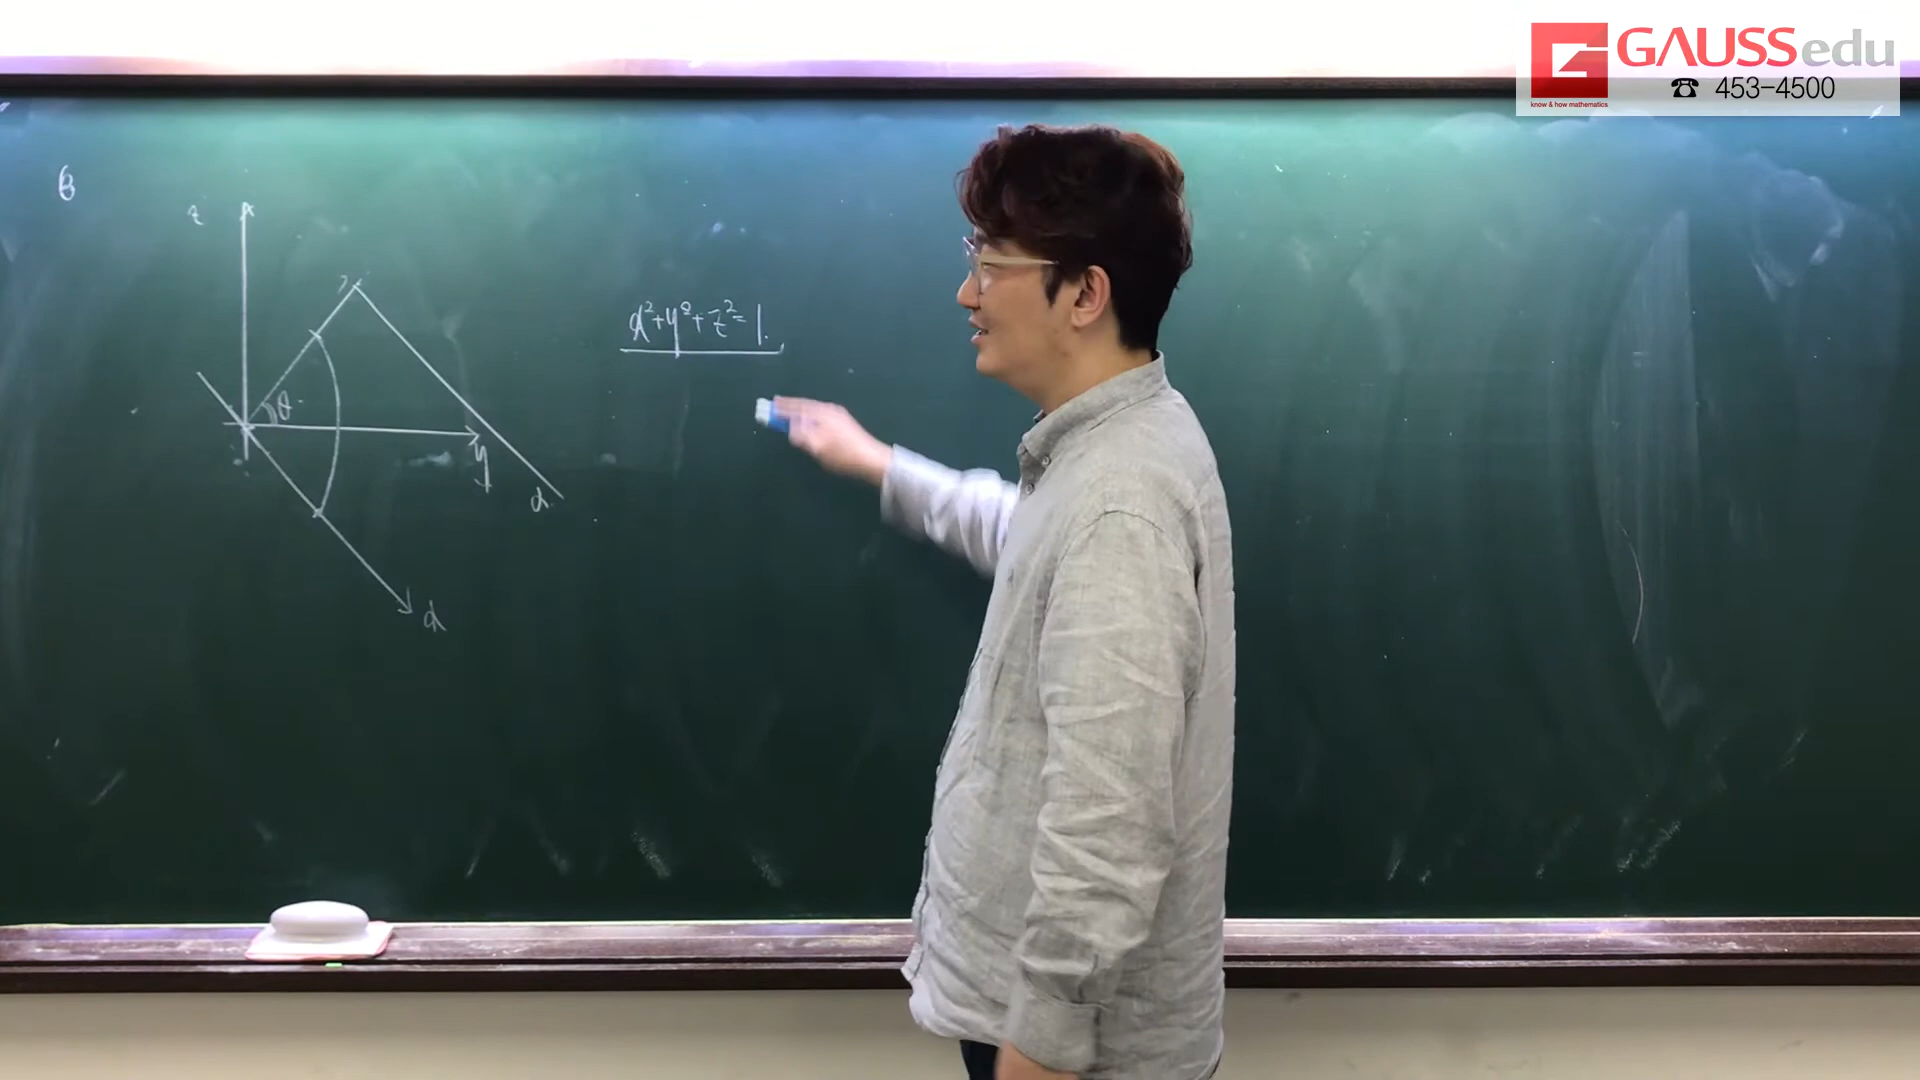 GAUSSedu
know & how mathematics
☎ 453-4500
6
z
θ
x²+y²+z²=1.
y
α
x